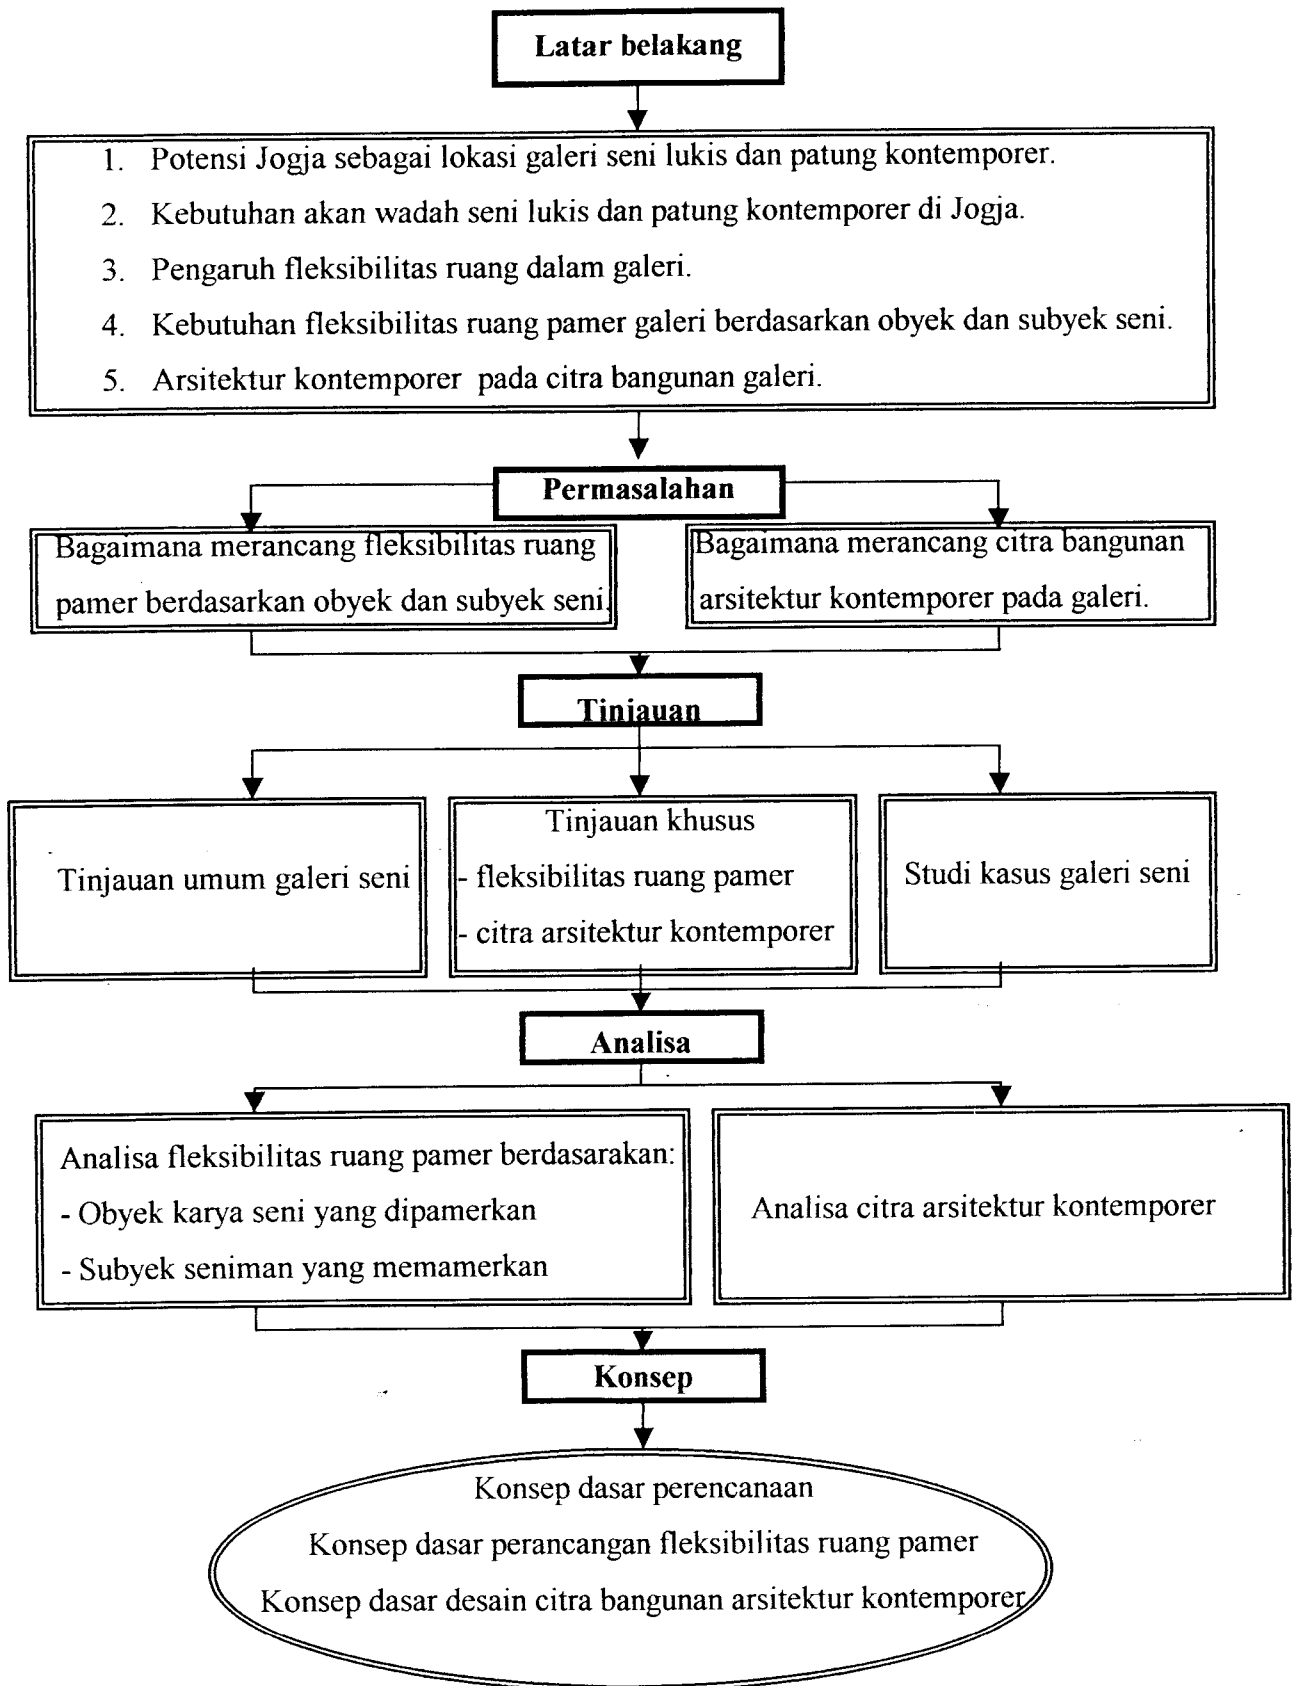 Latar belakang
1. Potensi Jogja sebagai lokasi galeri seni lukis dan patung kontemporer.
2. Kebutuhan akan wadah seni lukis dan patung kontemporer di Jogja.
3. Pengaruh fleksibilitas ruang dalam galeri.
4. Kebutuhan fleksibilitas ruang pamer galeri berdasarkan obyek dan subyek seni.
5. Arsitektur kontemporer pada citra bangunan galeri.
Permasalahan
Bagaimana merancang fleksibilitas ruang
pamer berdasarkan obyek dan subyek seni.
Bagaimana merancang citra bangunan
arsitektur kontemporer pada galeri.
Tinjauan
Tinjauan umum galeri seni
Tinjauan khusus
- fleksibilitas ruang pamer
- citra arsitektur kontemporer
Studi kasus galeri seni
Analisa
Analisa fleksibilitas ruang pamer berdasarakan:
- Obyek karya seni yang dipamerkan
- Subyek seniman yang memamerkan
Analisa citra arsitektur kontemporer
Konsep
Konsep dasar perencanaan
Konsep dasar perancangan fleksibilitas ruang pamer
Konsep dasar desain citra bangunan arsitektur kontemporer